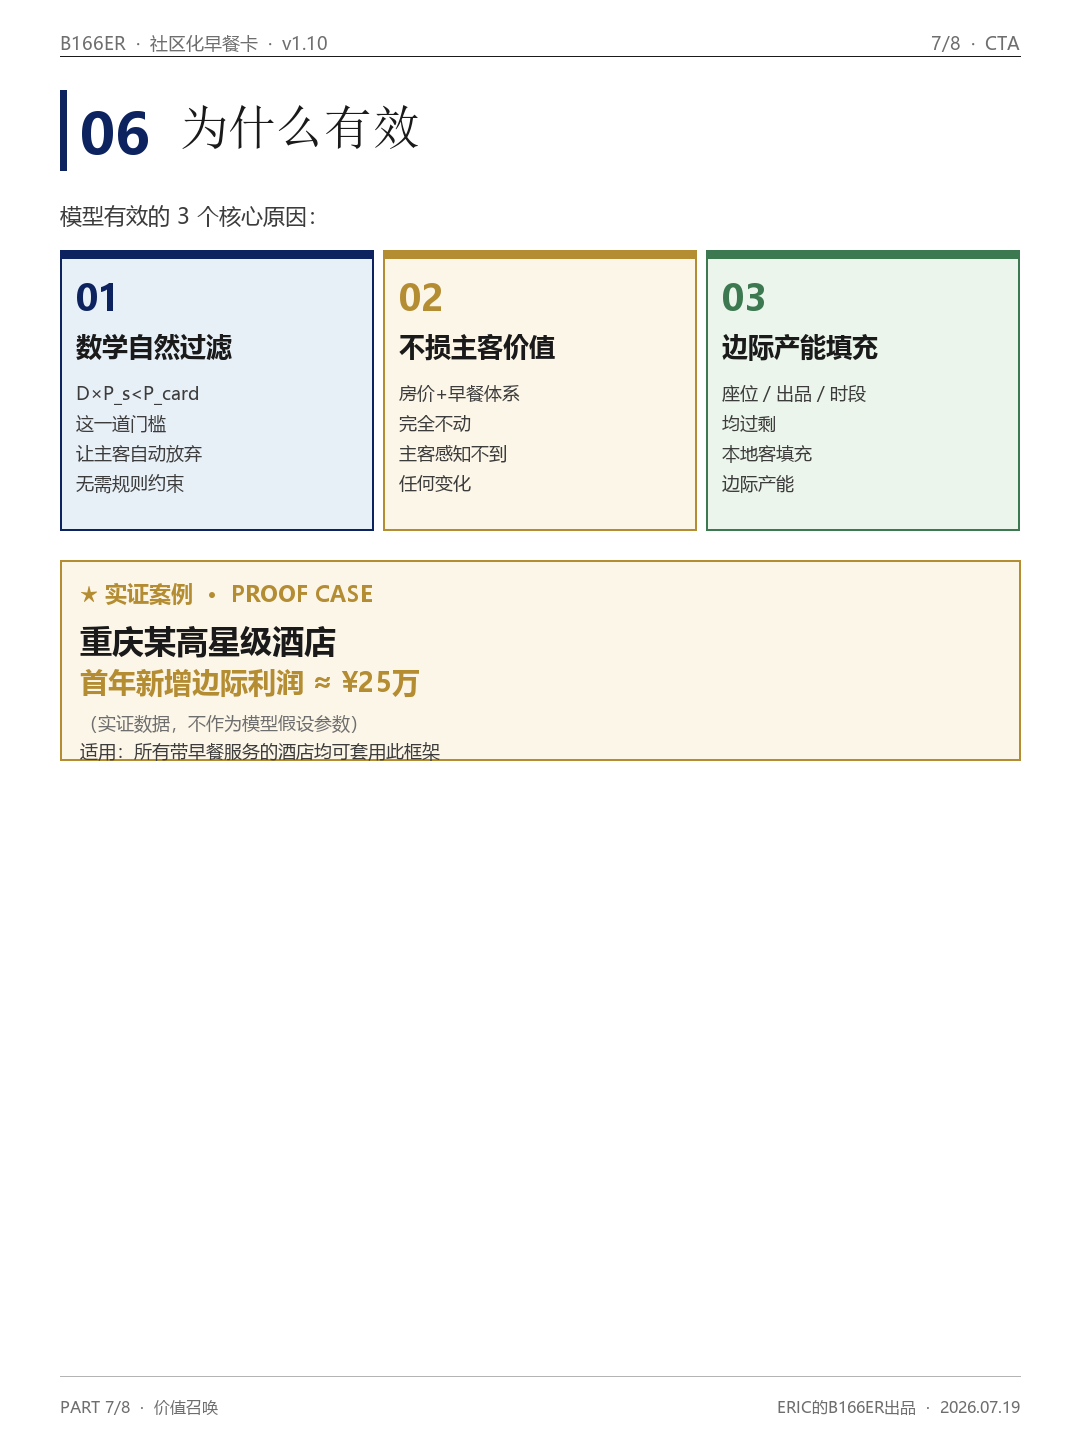 B166ER · 社区化早餐卡 · v1.10
7/8 · CTA
06 为什么有效
模型有效的 3 个核心原因：
01
数学自然过滤
D×P_s<P_card
这一道门槛
让主客自动放弃
无需规则约束
02
不损主客价值
房价+早餐体系
完全不动
主客感知不到
任何变化
03
边际产能填充
座位 / 出品 / 时段
均过剩
本地客填充
边际产能
★ 实证案例 • PROOF CASE
重庆某高星级酒店
首年新增边际利润 ≈ ¥25万
（实证数据，不作为模型假设参数）
适用：所有带早餐服务的酒店均可套用此框架
PART 7/8 · 价值召唤
ERIC的B166ER出品 · 2026.07.19